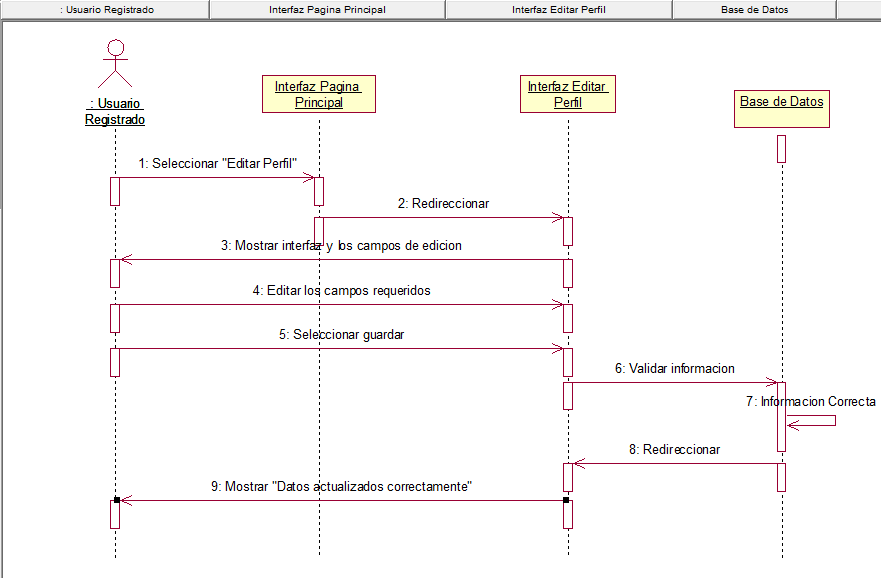 : Usuario Registrado
Interfaz Pagina Principal
Interfaz Editar Perfil
Base de Datos
: Usuario
Registrado
Interfaz Pagina
Principal
Interfaz Editar
Perfil
Base de Datos
1: Seleccionar "Editar Perfil"
2: Redireccionar
3: Mostrar interfaz y los campos de edicion
4: Editar los campos requeridos
5: Seleccionar guardar
6: Validar informacion
7: Informacion Correcta
8: Redireccionar
9: Mostrar "Datos actualizados correctamente"